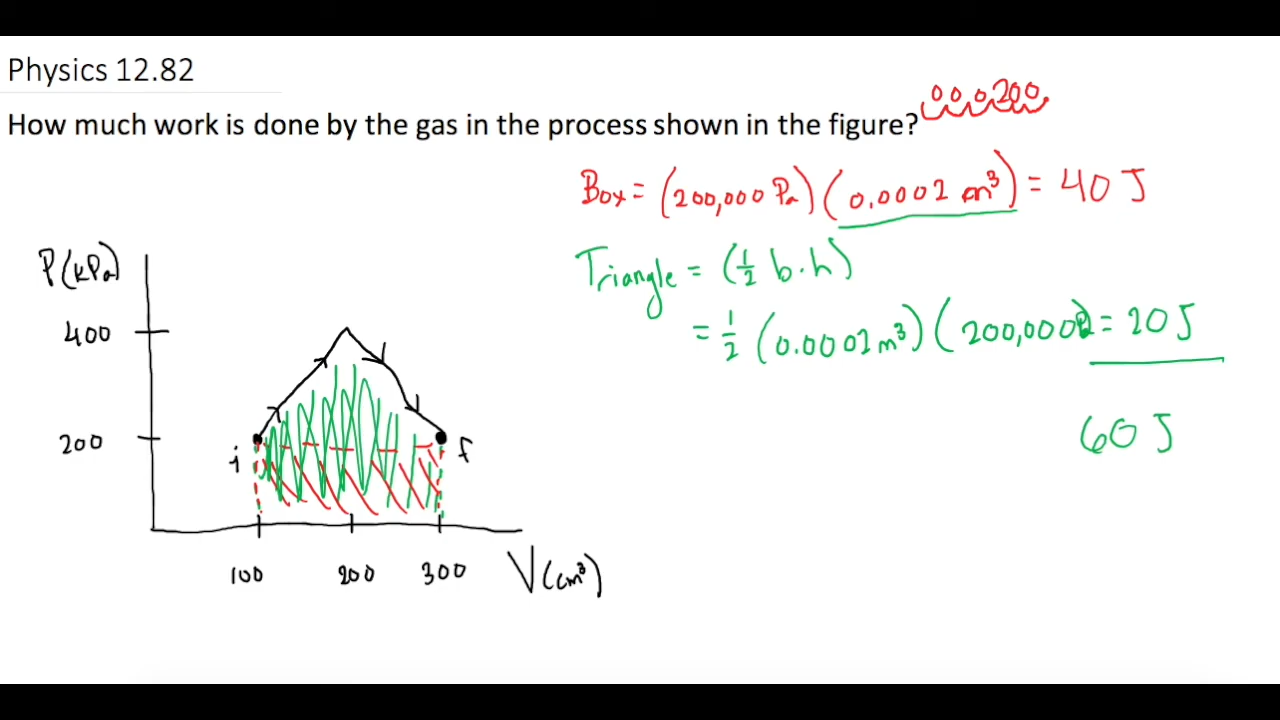 Physics 12.82
How much work is done by the gas in the process shown in the figure?
000200
Box = (200,000 Pa) (0.0002 m³) = 40 J
Triangle = (½ b·h)
= ½ (0.0002 m³) (200,000 Pa) = 20 J
60 J
P(kPa)
400
200
i
f
100 200 300 V(cm³)